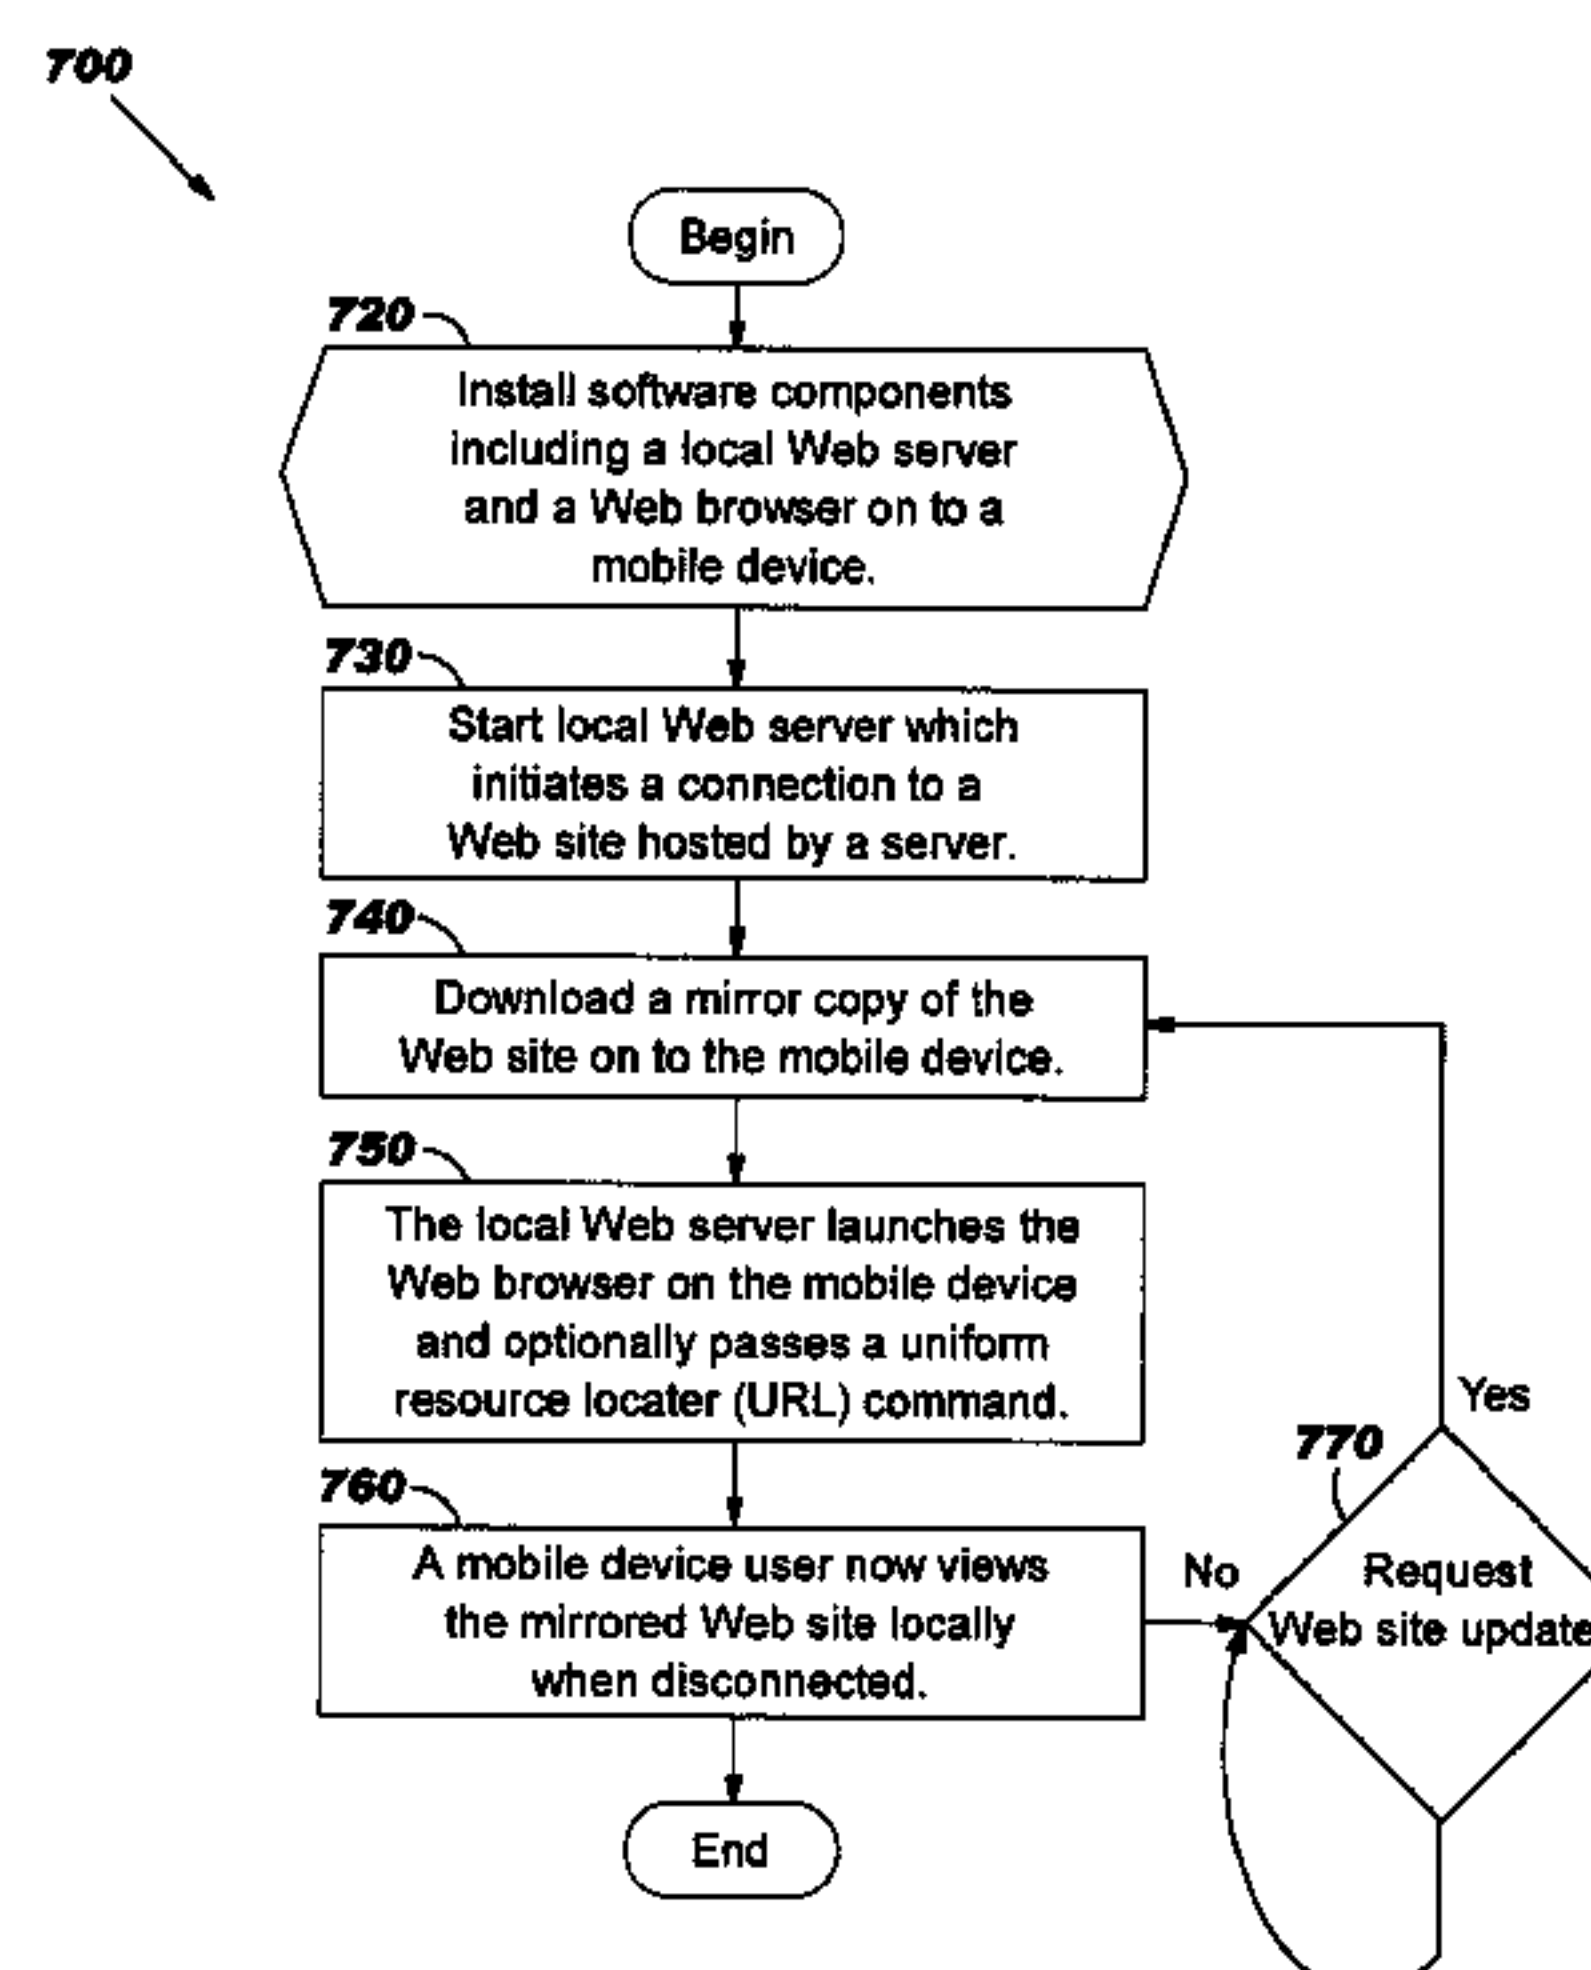 700
Begin
720
Install software components
including a local Web server
and a Web browser on to a
mobile device.
730
Start local Web server which
initiates a connection to a
Web site hosted by a server.
740
Download a mirror copy of the
Web site on to the mobile device.
750
The local Web server launches the
Web browser on the mobile device
and optionally passes a uniform
resource locater (URL) command.
760
A mobile device user now views
the mirrored Web site locally
when disconnected.
Yes
770
No
Request
Web site update
End